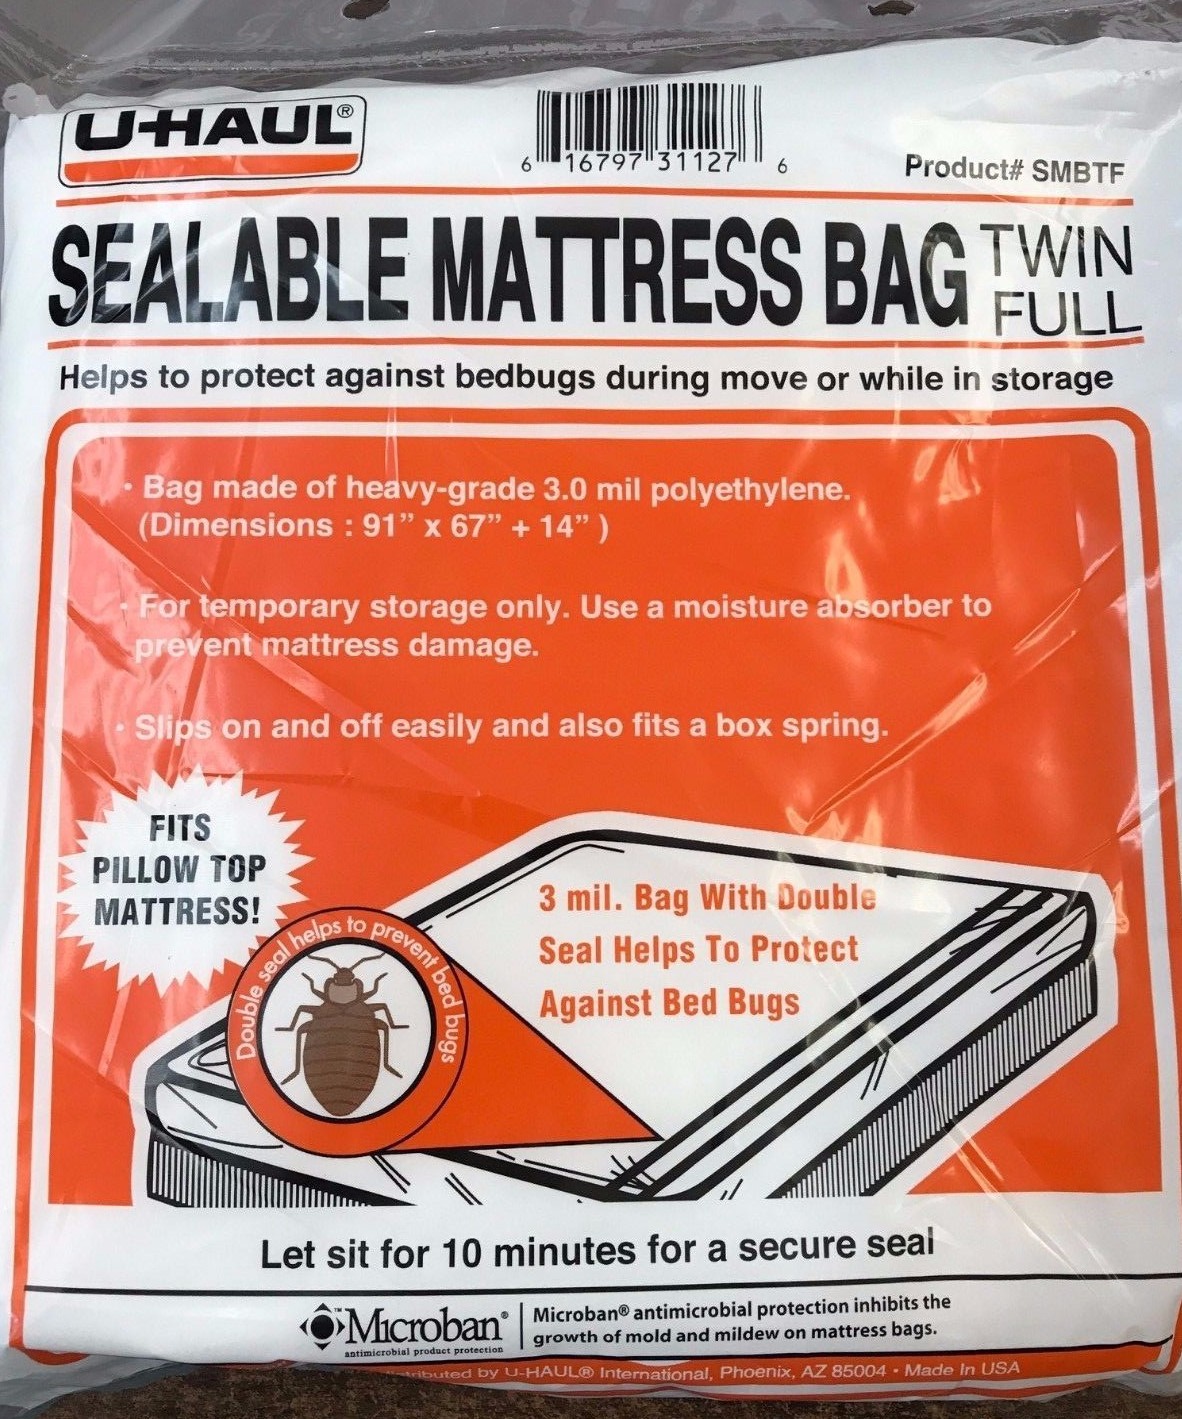 U-HAUL®
6 16797 31127 6
Product# SMBTF
SEALABLE MATTRESS BAG TWIN
FULL
Helps to protect against bedbugs during move or while in storage
• Bag made of heavy-grade 3.0 mil polyethylene.
(Dimensions : 91” x 67” + 14” )
• For temporary storage only. Use a moisture absorber to
prevent mattress damage.
• Slips on and off easily and also fits a box spring.
FITS
PILLOW TOP
MATTRESS!
Double seal helps to prevent bed bugs
3 mil. Bag With Double
Seal Helps To Protect
Against Bed Bugs
Let sit for 10 minutes for a secure seal
Microban®
antimicrobial product protection
Microban® antimicrobial protection inhibits the
growth of mold and mildew on mattress bags.
by U-HAUL® International, Phoenix, AZ 85004 • Made In USA